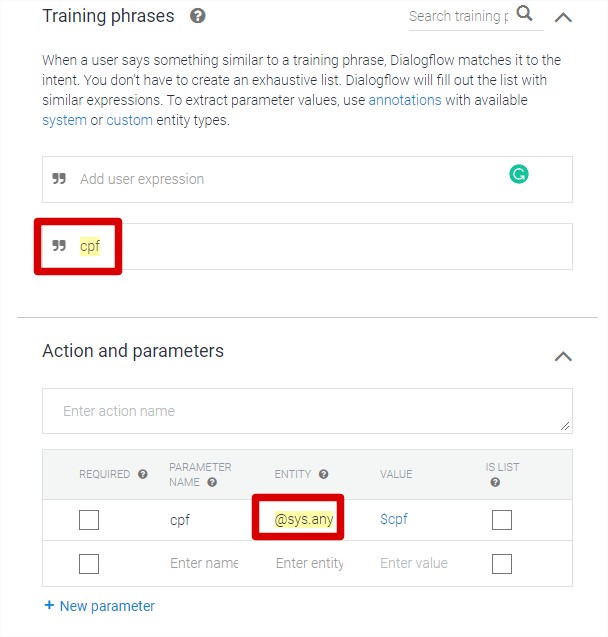 Training phrases
Search training p
When a user says something similar to a training phrase, Dialogflow matches it to the
intent. You don't have to create an exhaustive list. Dialogflow will fill out the list with
similar expressions. To extract parameter values, use annotations with available
system or custom entity types.
Add user expression
cpf
Action and parameters
Enter action name
REQUIRED PARAMETER NAME ENTITY VALUE IS LIST
cpf @sys.any $cpf
Enter name Enter entity Enter value
+ New parameter